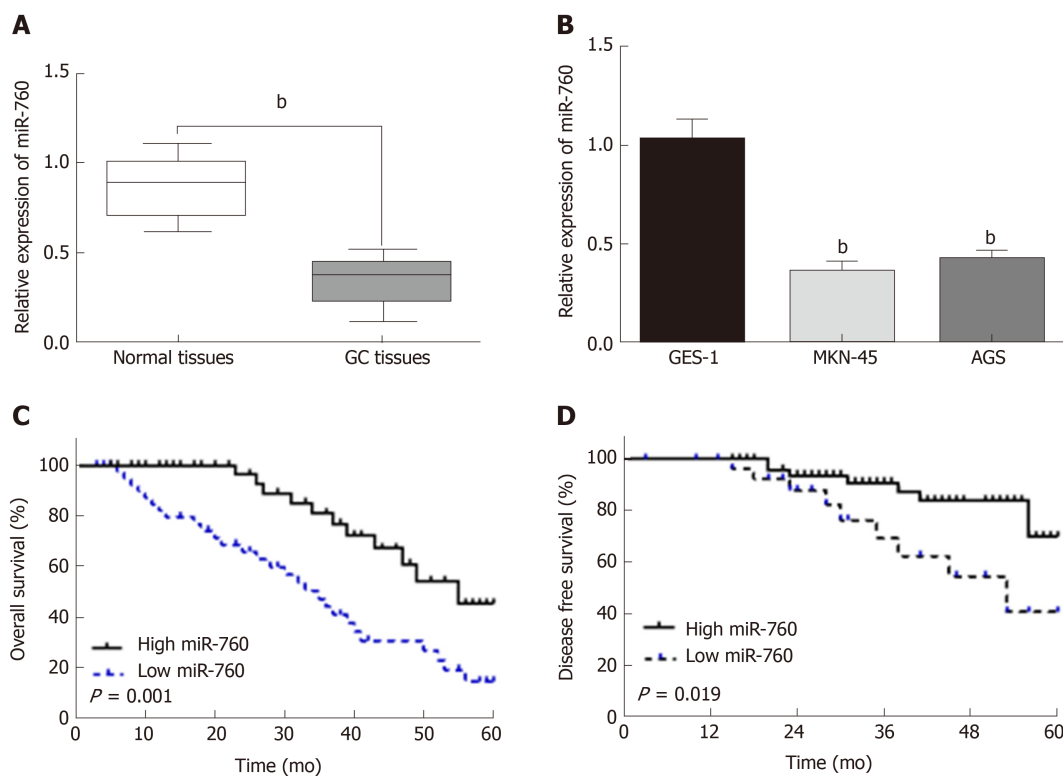 A
Relative expression of miR-760
1.5
1.0
0.5
0.0
b
Normal tissues
GC tissues
B
Relative expression of miR-760
1.5
1.0
0.5
0.0
b
b
GES-1
MKN-45
AGS
C
Overall survival (%)
100
80
60
40
20
0
High miR-760
Low miR-760
P = 0.001
0
10
20
30
40
50
60
Time (mo)
D
Disease free survival (%)
100
80
60
40
20
0
High miR-760
Low miR-760
P = 0.019
0
12
24
36
48
60
Time (mo)